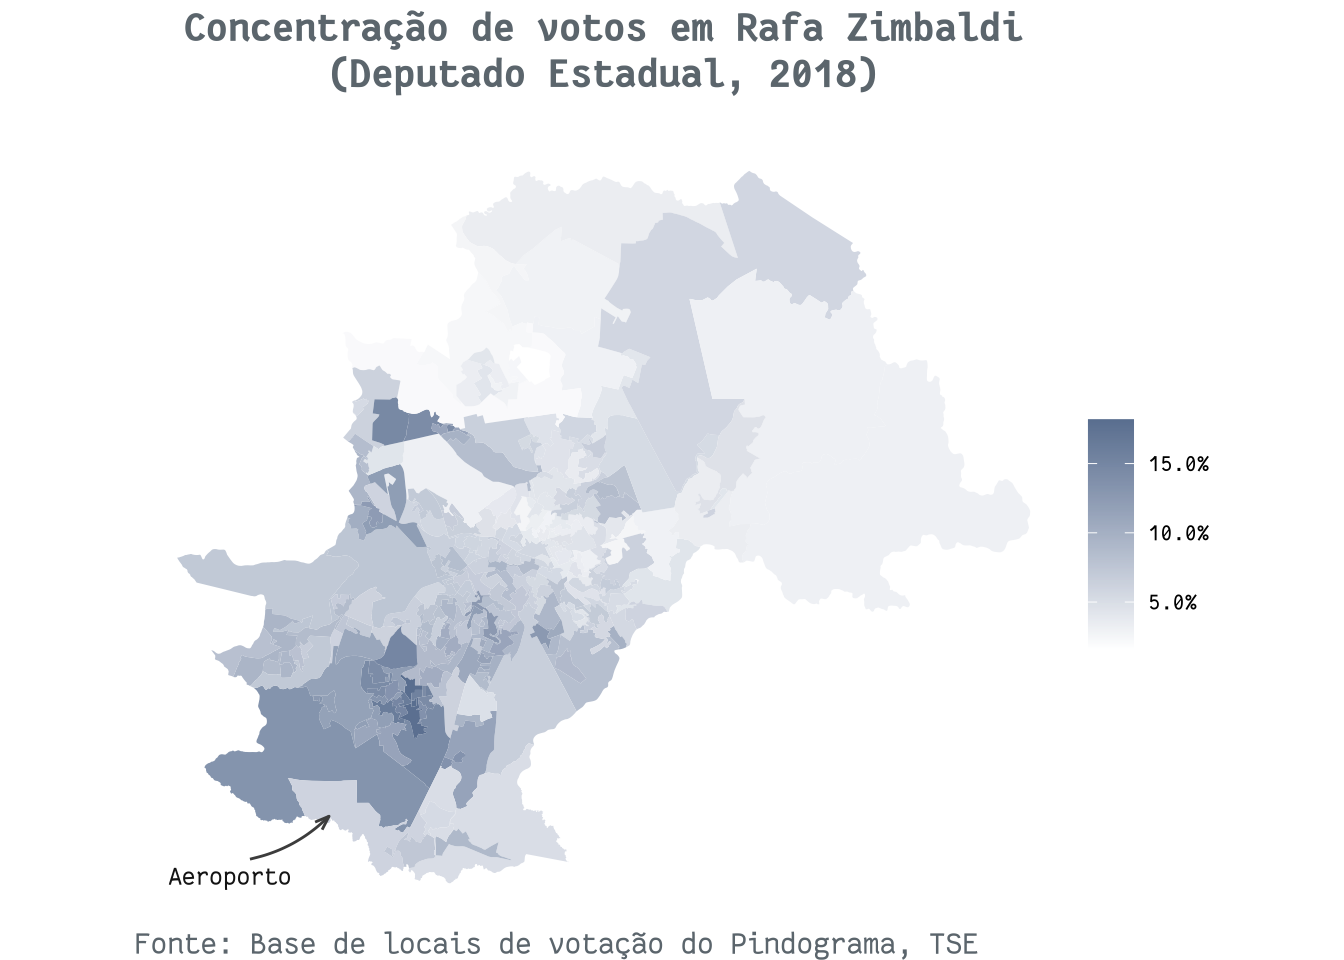 Concentração de votos em Rafa Zimbaldi
(Deputado Estadual, 2018)
15.0%
10.0%
5.0%
Aeroporto
Fonte: Base de locais de votação do Pindograma, TSE